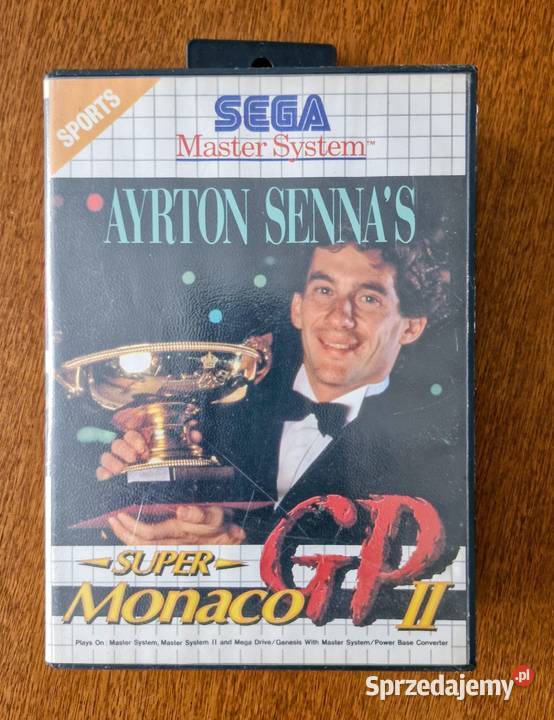 SPORTS
SEGA
Master System™
AYRTON SENNA'S
SUPER
Monaco GP II
Plays On: Master System, Master System II and Mega Drive/Genesis With Master System/Power Base Converter
Sprzedajemy.pl